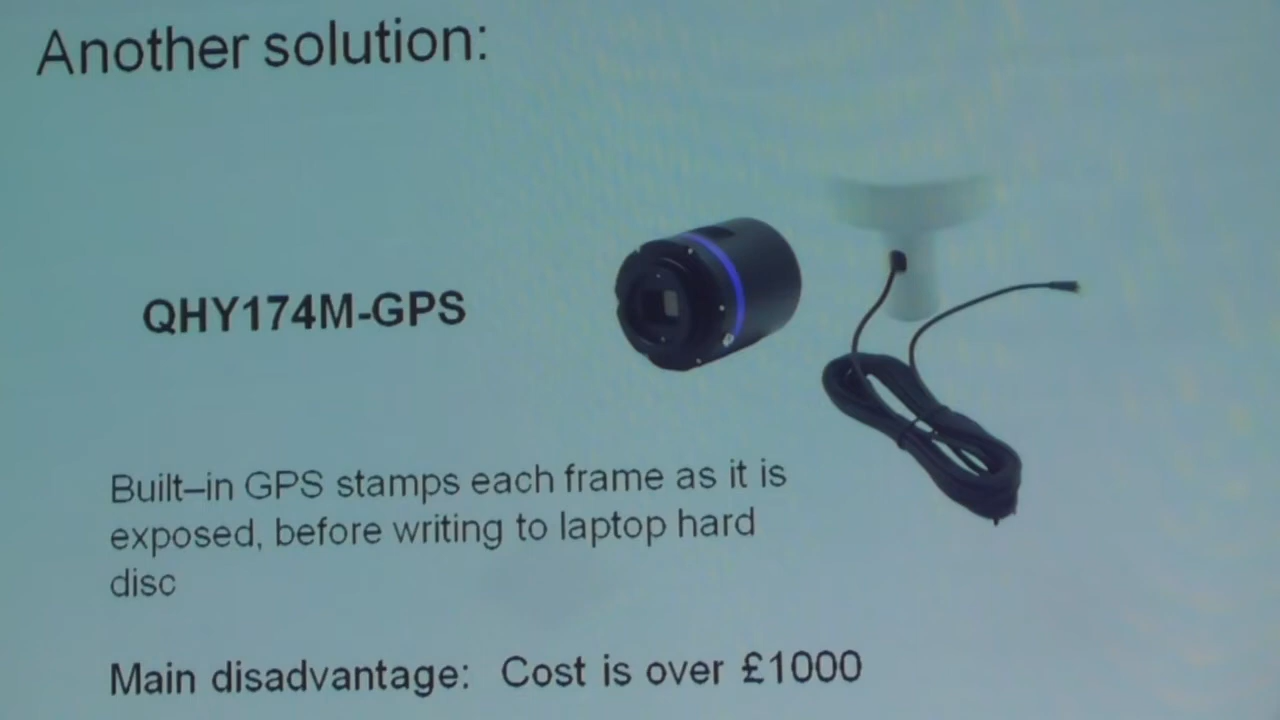 Another solution:
QHY174M-GPS
Built–in GPS stamps each frame as it is
exposed, before writing to laptop hard
disc
Main disadvantage: Cost is over £1000